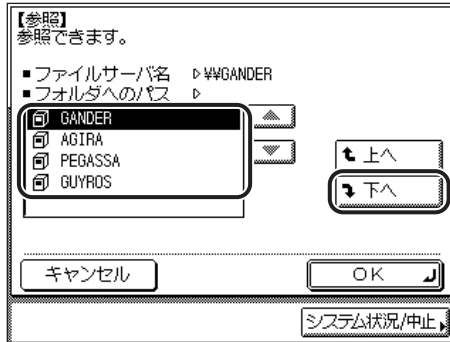 【参照】
参照できます。
■ファイルサーバ名 ▷¥¥GANDER
■フォルダへのパス ▷
GANDER
AGIRA
PEGASSA
GUYROS
上へ
下へ
キャンセル
OK
システム状況/中止